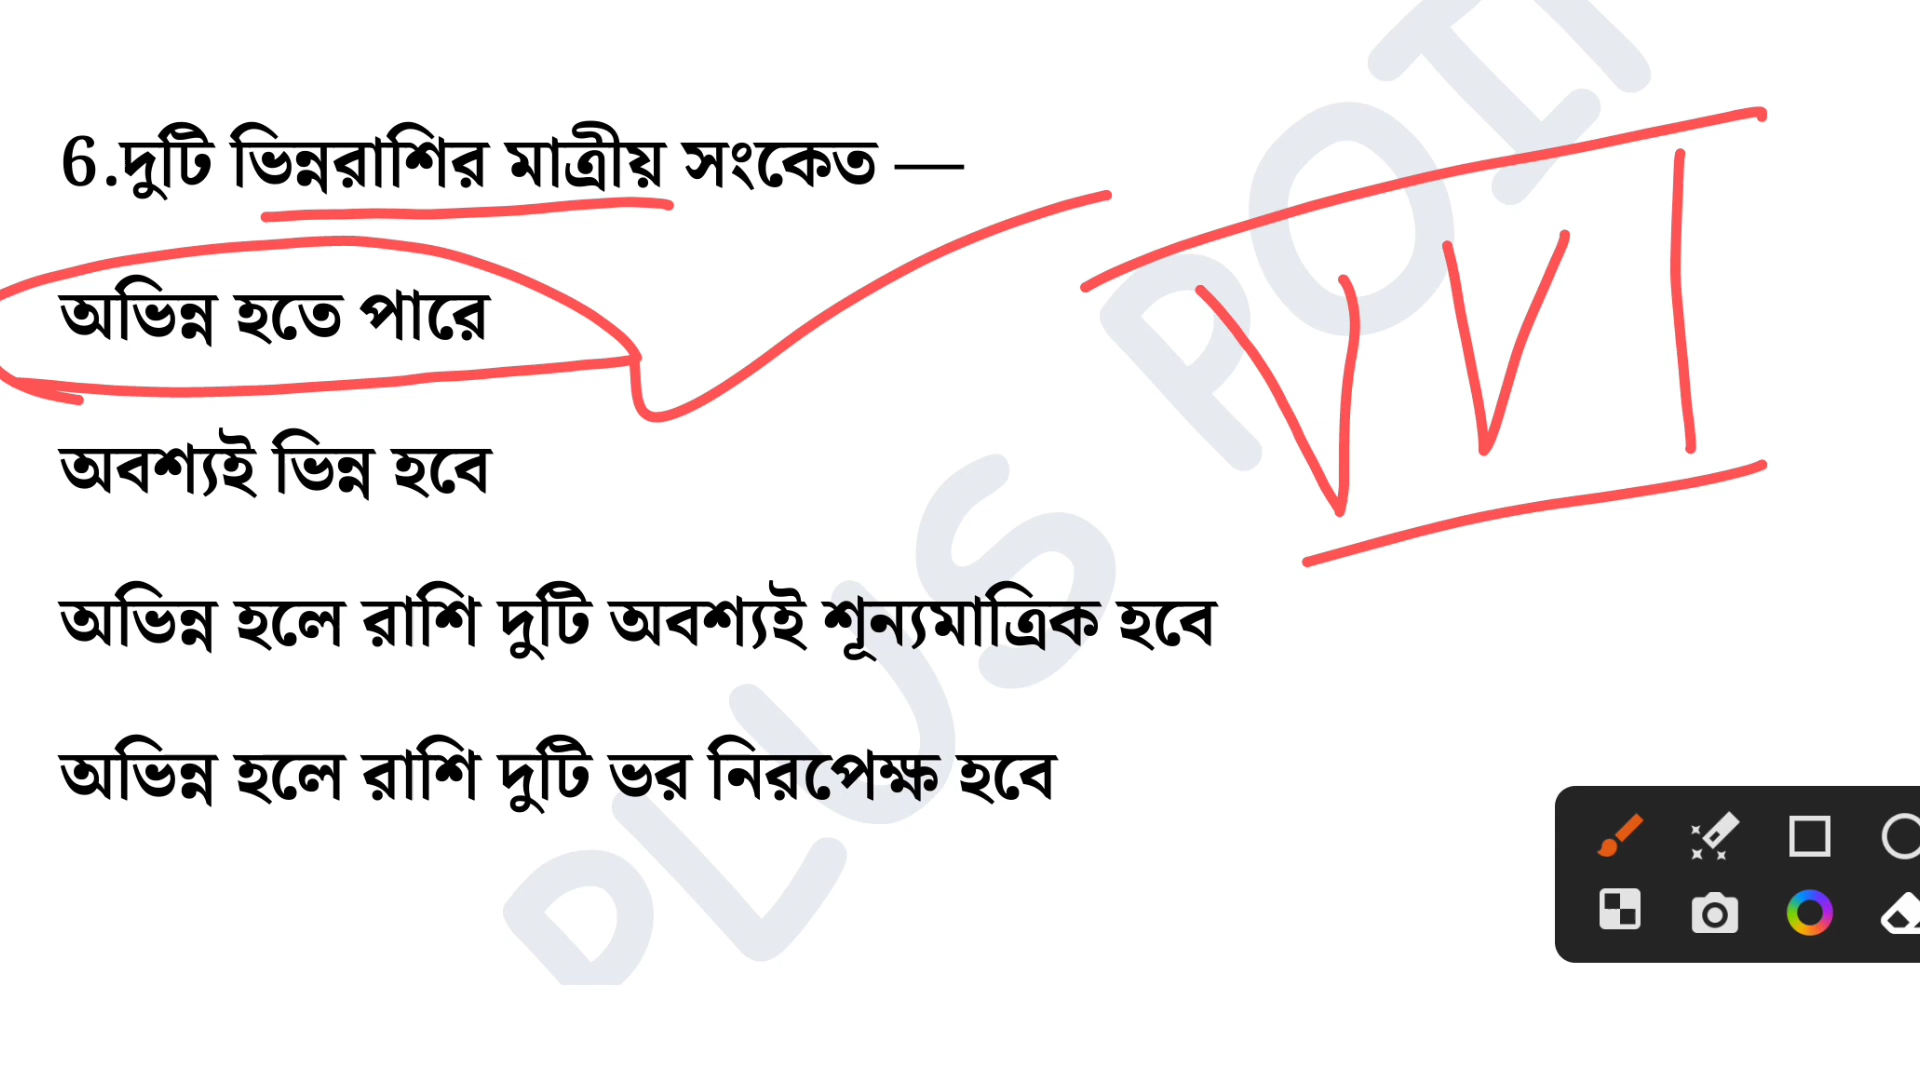 6.দুটি ভিন্নরাশির মাত্রীয় সংকেত —
অভিন্ন হতে পারে
অবশ্যই ভিন্ন হবে
অভিন্ন হলে রাশি দুটি অবশ্যই শূন্যমাত্রিক হবে
অভিন্ন হলে রাশি দুটি ভর নিরপেক্ষ হবে
VVI
PLUS POI